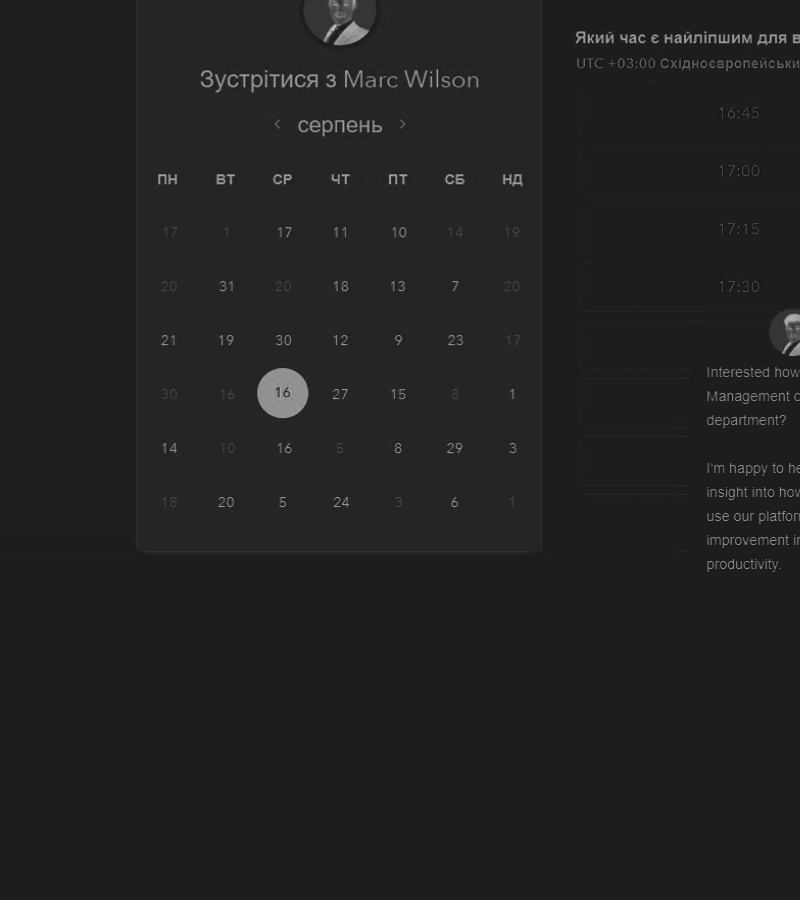 Зустрітися з Marc Wilson
серпень
ПН ВТ СР ЧТ ПТ СБ НД
17 1 17 11 10 14 19
20 31 20 18 13 7 20
21 19 30 12 9 23 17
30 16 16 27 15 8 1
14 10 16 5 8 29 3
18 20 5 24 3 6 1
Який час є найліпшим для
UTC +03:00
16:45
17:00
17:15
17:30
Interested how
Management
department?
I'm happy to
insight into how
use our
improvement
productivity.